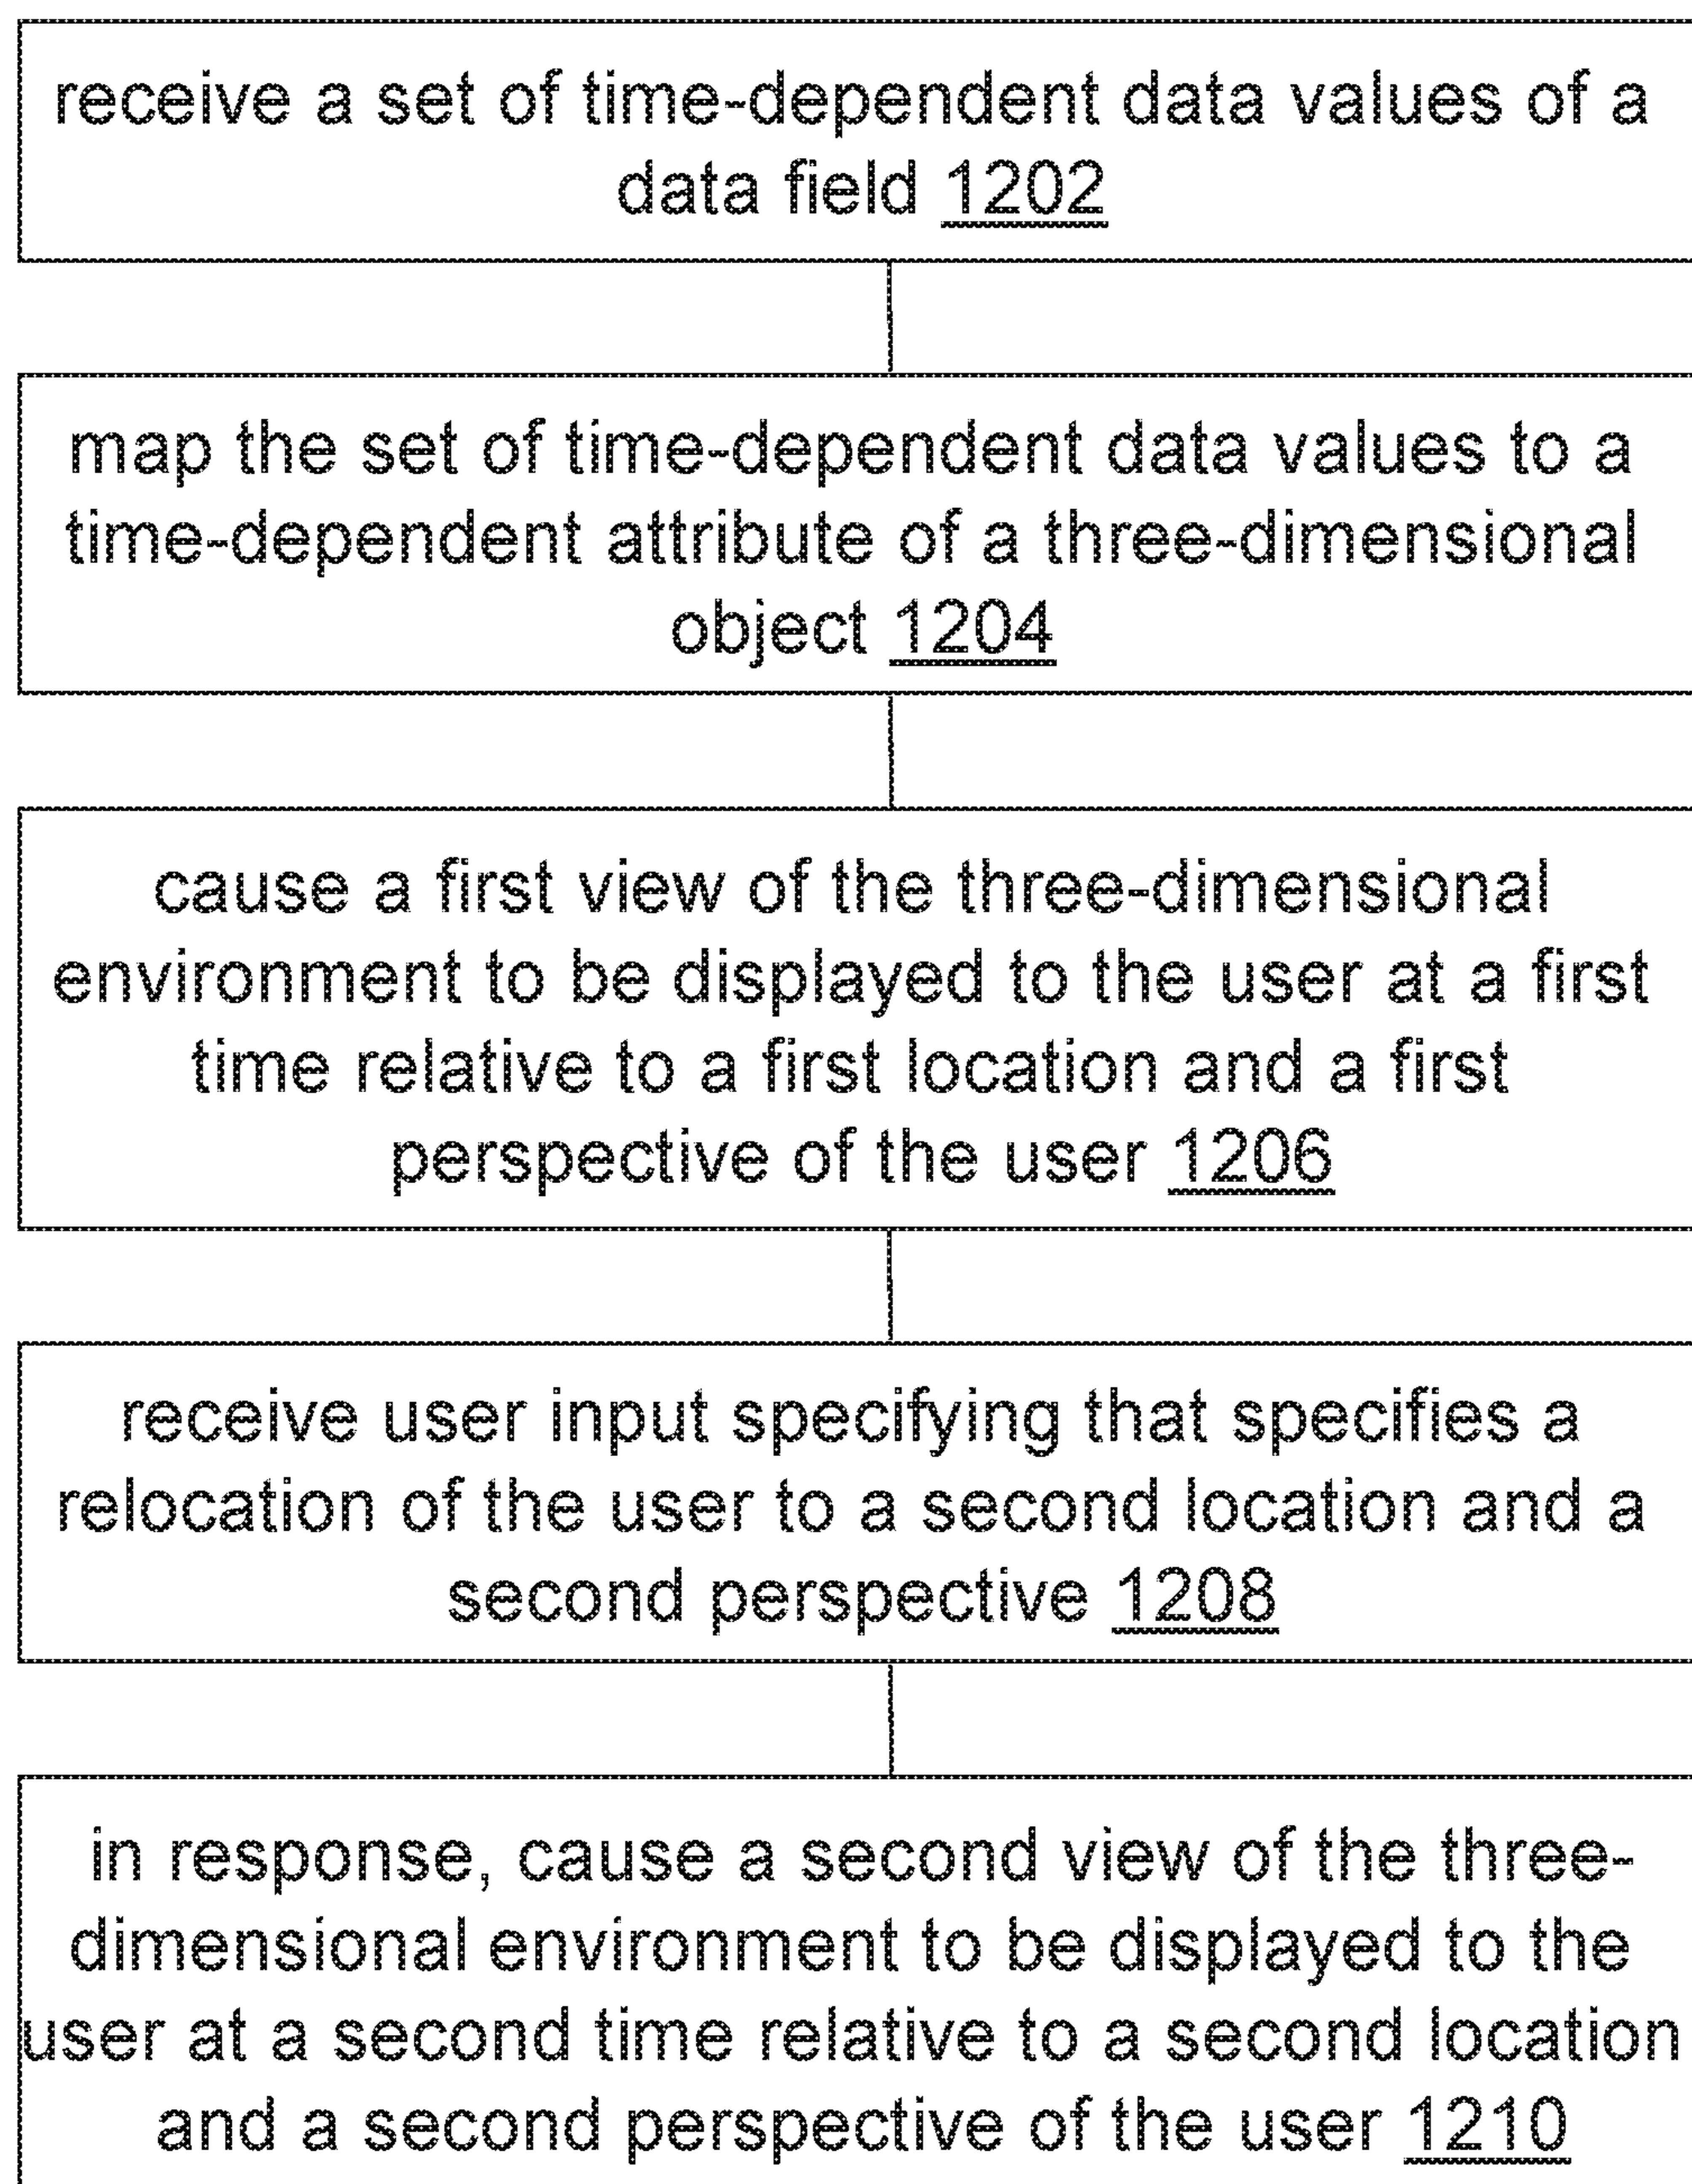 receive a set of time-dependent data values of a
data field 1202
map the set of time-dependent data values to a
time-dependent attribute of a three-dimensional
object 1204
cause a first view of the three-dimensional
environment to be displayed to the user at a first
time relative to a first location and a first
perspective of the user 1206
receive user input specifying that specifies a
relocation of the user to a second location and a
second perspective 1208
in response, cause a second view of the three-
dimensional environment to be displayed to the
user at a second time relative to a second location
and a second perspective of the user 1210